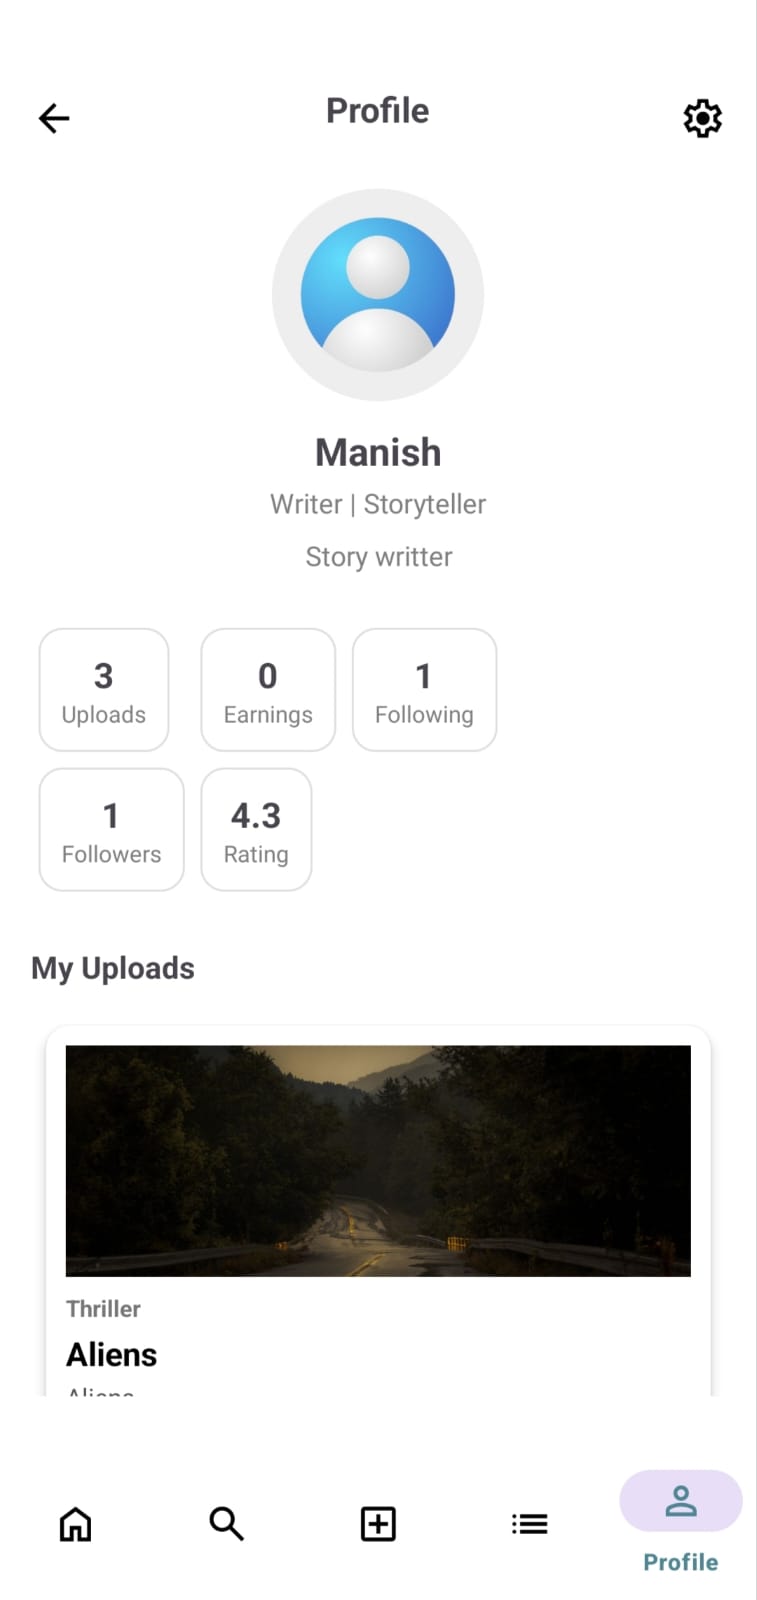 Profile
Manish
Writer | Storyteller
Story writter
3
Uploads
0
Earnings
1
Following
1
Followers
4.3
Rating
My Uploads
Thriller
Aliens
Aliens
Profile